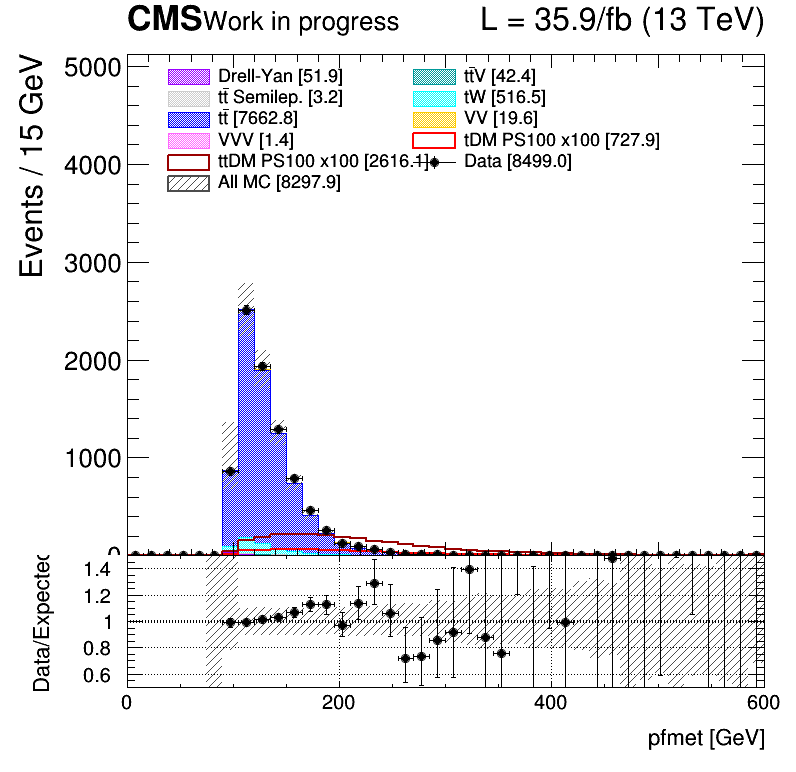 CMS Work in progress L = 35.9/fb (13 TeV)
Events / 15 GeV
5000
4000
3000
2000
1000
0
Drell-Yan [51.9] tt̄V [42.4]
tt̄ Semilep. [3.2] tW [516.5]
tt̄ [7662.8] VV [19.6]
VVV [1.4] tDM PS100 x100 [727.9]
ttDM PS100 x100 [2616.1] Data [8499.0]
All MC [8297.9]
Data/Expected
1.4
1.2
1
0.8
0.6
0 200 400 600
pfmet [GeV]